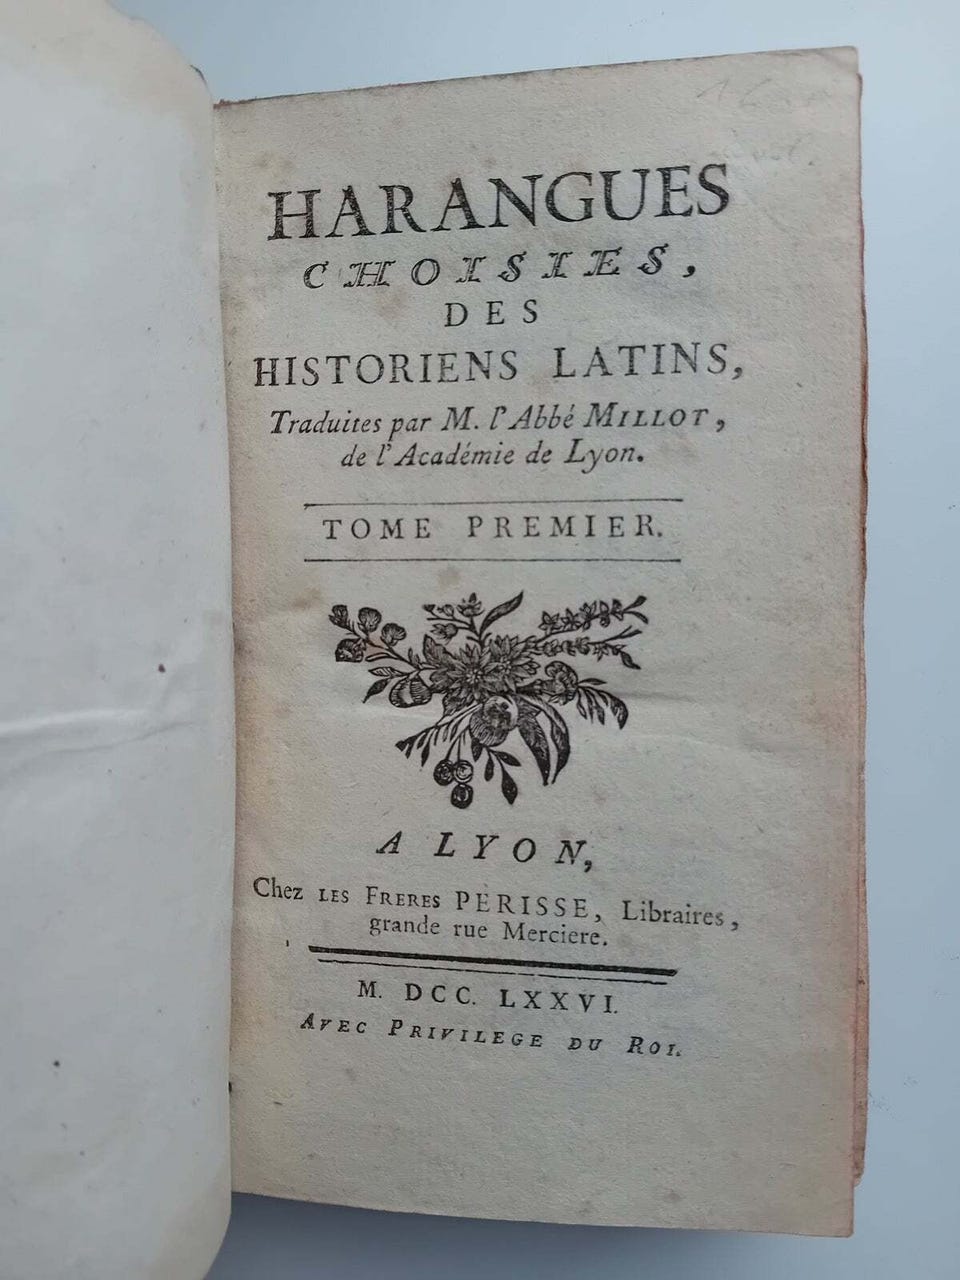 HARANGUES
CHOISIES,
DES
HISTORIENS LATINS,
Traduites par M. l'Abbé MILLOT,
de l'Académie de Lyon.
TOME PREMIER.
A LYON,
Chez LES FRERES PERISSE, Libraires,
grande rue Merciere.
M. DCC. LXXVI.
AVEC PRIVILEGE DU ROI.